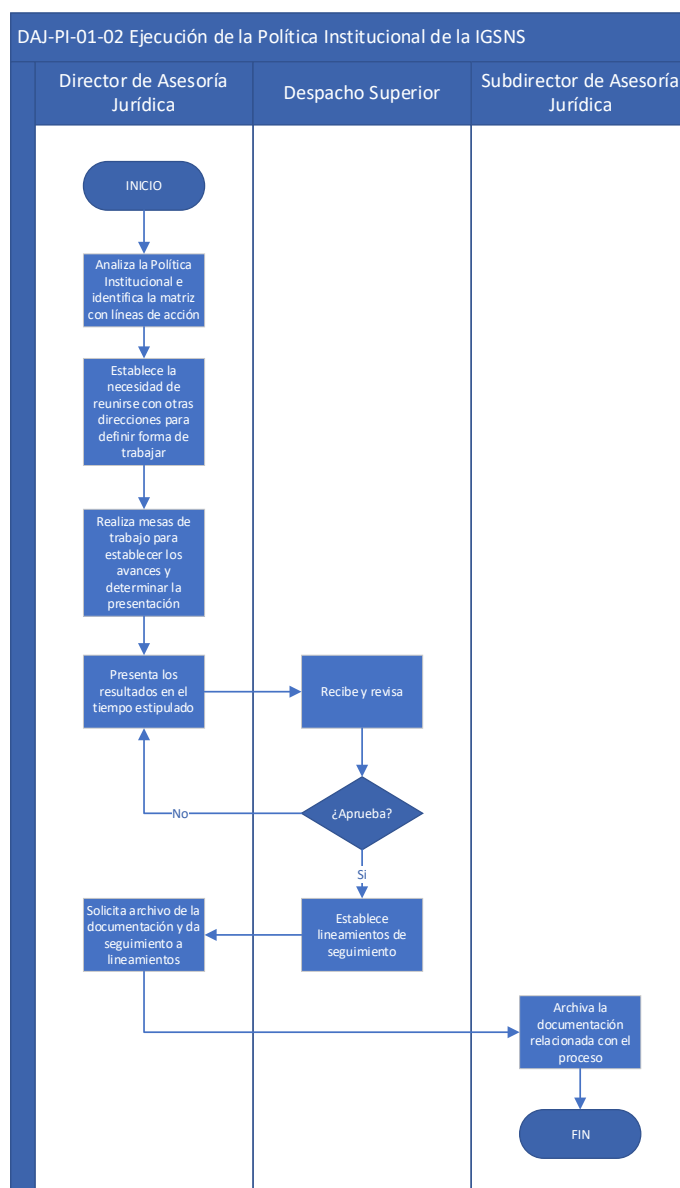 DAJ-PI-01-02 Ejecución de la Política Institucional de la IGSNS
Director de Asesoría
Jurídica
Despacho Superior
Subdirector de Asesoría
Jurídica
INICIO
Analiza la Política
Institucional e
identifica la matriz
con líneas de acción
Establece la
necesidad de
reunirse con otras
direcciones para
definir forma de
trabajar
Realiza mesas de
trabajo para
establecer los
avances y
determinar la
presentación
Presenta los
resultados en el
tiempo estipulado
Recibe y revisa
¿Aprueba?
No
Si
Establece
lineamientos de
seguimiento
Solicita archivo de la
documentación y da
seguimiento a
lineamientos
Archiva la
documentación
relacionada con el
proceso
FIN